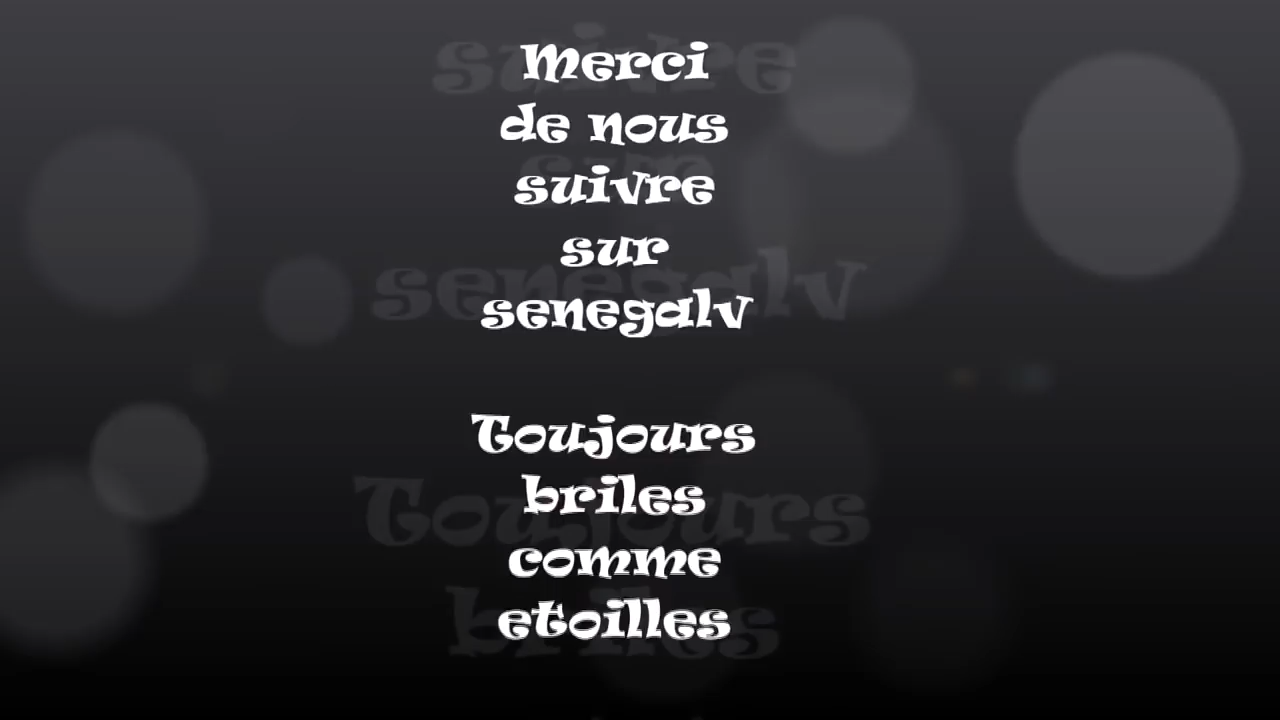 Merci
de nous
suivre
sur
senegalv
Toujours
briles
comme
etoilles